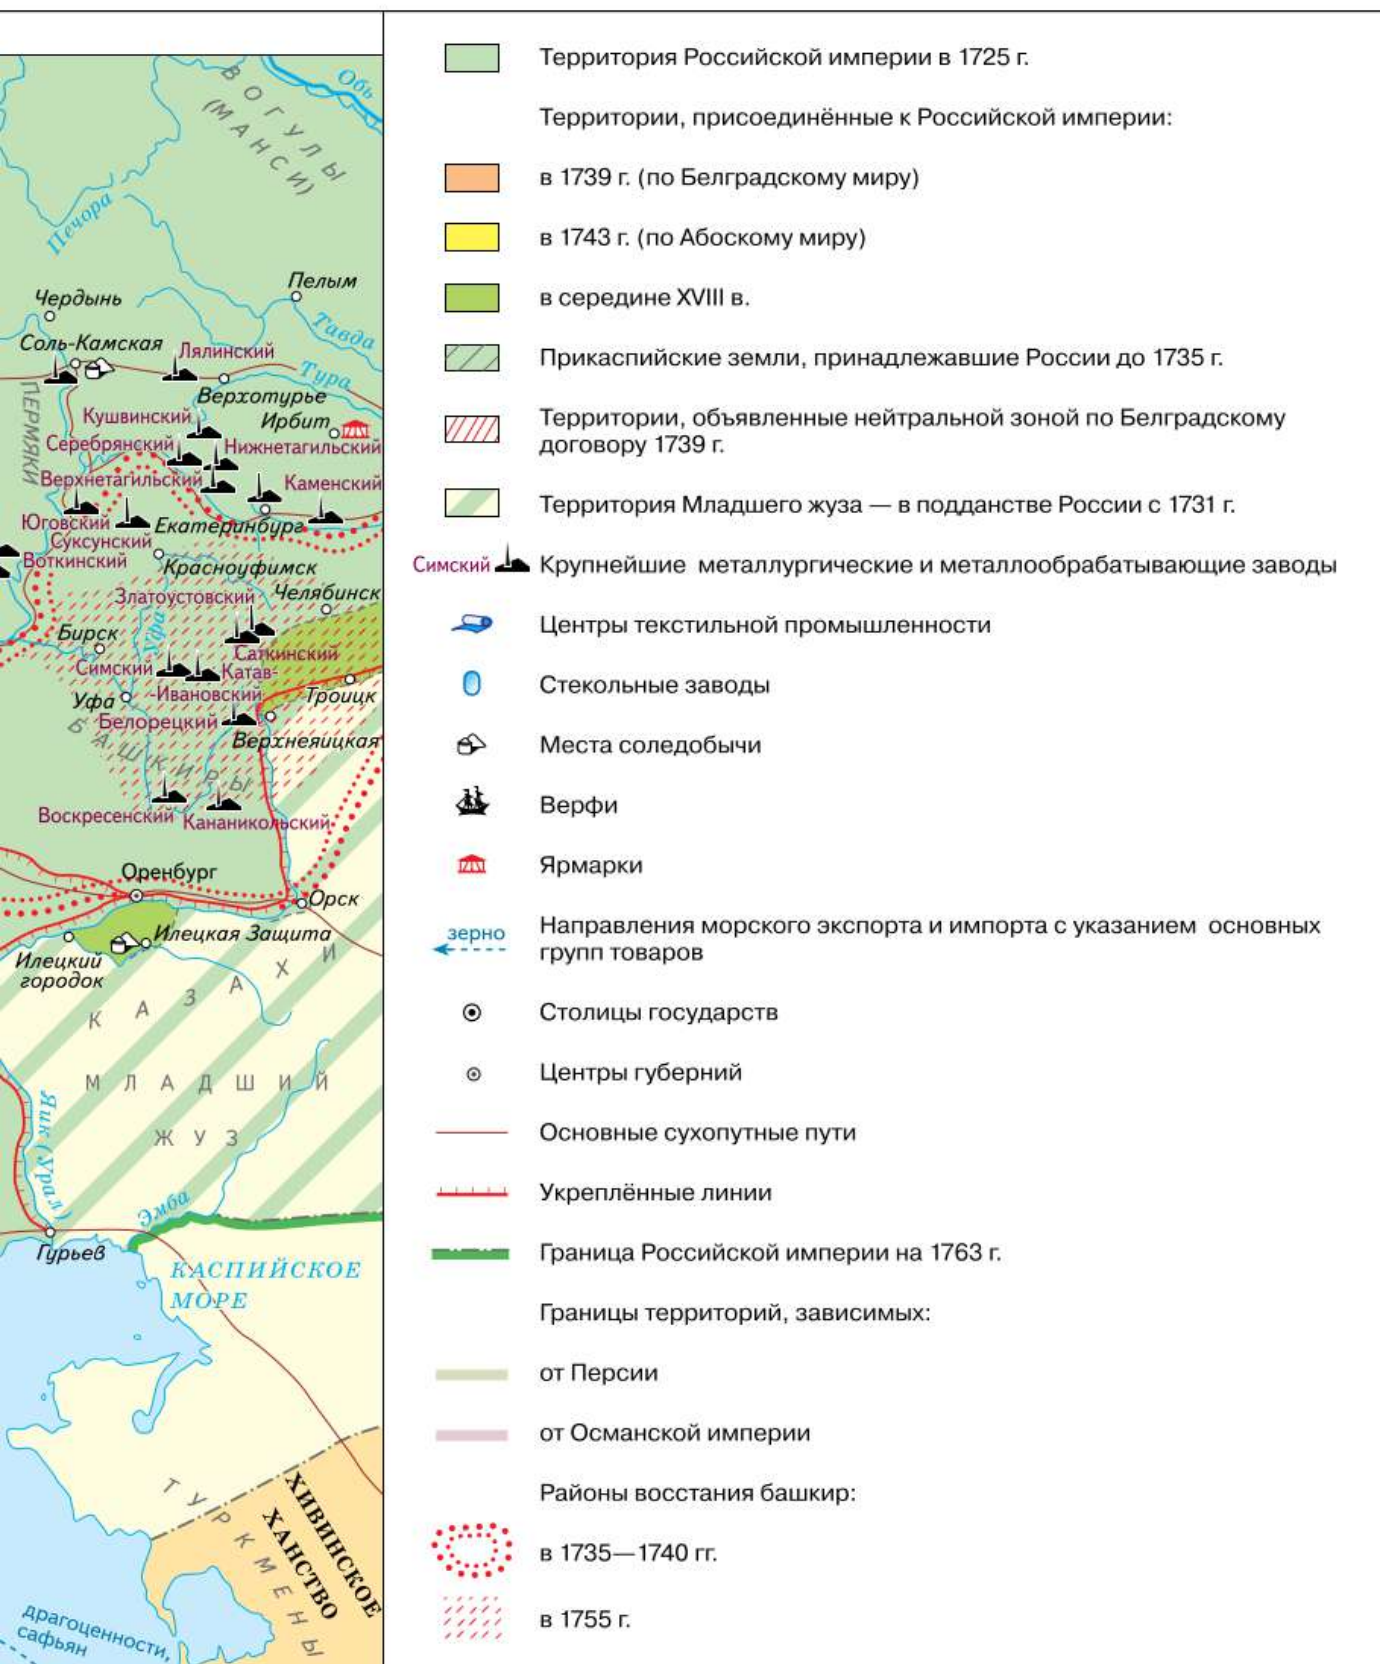 Обь
ВОГУЛЫ
(МАНСИ)
Печора
Пелым
Чердынь
Тавда
Соль-Камская
Лялинский
Тура
ПЕРМЯКИ
Верхотурье
Кушвинский
Ирбит
Серебрянский
Нижнетагильский
Верхнетагильский
Каменский
Юговский
Екатеринбург
Суксунский
Воткинский
Красноуфимск
Златоустовский
Челябинск
Уфа
Бирск
Саткинский
Симский
Катав-
-Ивановский
Уфа
Троицк
Белорецкий
БАШКИРЫ
Верхнеяицкая
Воскресенский
Кананикольский
Оренбург
Орск
Илецкая Защита
Илецкий
городок
КАЗАХИ
МЛАДШИЙ
ЖУЗ
Яик (Урал)
Эмба
Гурьев
КАСПИЙСКОЕ
МОРЕ
ТУРКМЕНЫ
ХИВИНСКОЕ
ХАНСТВО
драгоценности,
сафьян
Территория Российской империи в 1725 г.
Территории, присоединённые к Российской империи:
в 1739 г. (по Белградскому миру)
в 1743 г. (по Абоскому миру)
в середине XVIII в.
Прикаспийские земли, принадлежавшие России до 1735 г.
Территории, объявленные нейтральной зоной по Белградскому
договору 1739 г.
Территория Младшего жуза — в подданстве России с 1731 г.
Симский Крупнейшие металлургические и металлообрабатывающие заводы
Центры текстильной промышленности
Стекольные заводы
Места соледобычи
Верфи
Ярмарки
зерно Направления морского экспорта и импорта с указанием основных
групп товаров
Столицы государств
Центры губерний
Основные сухопутные пути
Укреплённые линии
Граница Российской империи на 1763 г.
Границы территорий, зависимых:
от Персии
от Османской империи
Районы восстания башкир:
в 1735—1740 гг.
в 1755 г.